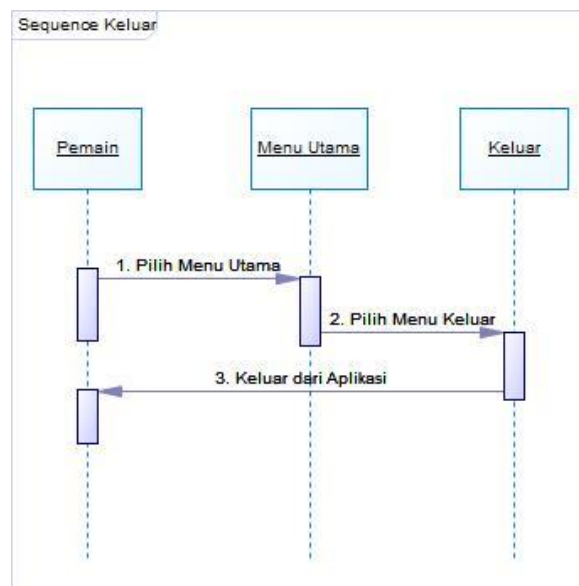 Sequence Keluar
Pemain
Menu Utama
Keluar
1. Pilih Menu Utama
2. Pilih Menu Keluar
3. Keluar dari Aplikasi